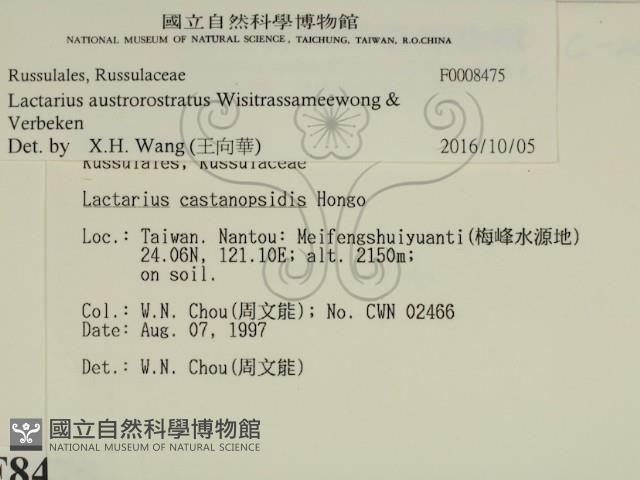 國立自然科學博物館
NATIONAL MUSEUM OF NATURAL SCIENCE, TAICHUNG, TAIWAN, R.O.CHINA
Russulales, Russulaceae F0008475
Lactarius austrorostratus Wisitrassameewong &
Verbeken
Det. by X.H. Wang (王向華) 2016/10/05
Russulales, Russulaceae
Lactarius castanopsidis Hongo
Loc.: Taiwan. Nantou: Meifengshuiyuanti(梅峰水源地)
24.06N, 121.10E; alt. 2150m;
on soil.
Col.: W.N. Chou(周文能); No. CWN 02466
Date: Aug. 07, 1997
Det.: W.N. Chou(周文能)
國立自然科學博物館
NATIONAL MUSEUM OF NATURAL SCIENCE
F84